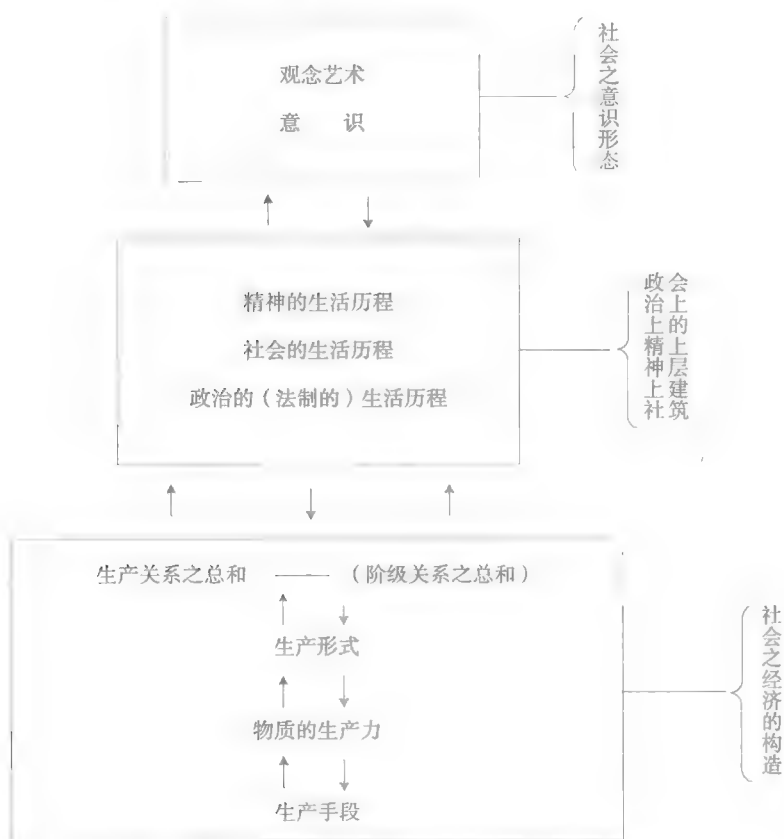 观念艺术
意 识
社会之意识形态
精神的生活历程
社会的生活历程
政治的（法制的）生活历程
政治上精神上社
会上的上层建筑
生产关系之总和 —— （阶级关系之总和）
生产形式
物质的生产力
生产手段
社会之经济的构造